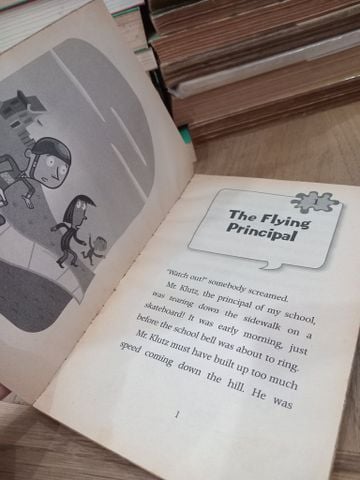 1
The Flying
Principal
"Watch out!" somebody screamed.
Mr. Klutz, the principal of my school,
was tearing down the sidewalk on a
skateboard! It was early morning, just
before the school bell was about to ring.
Mr. Klutz must have built up too much
speed coming down the hill. He was
1